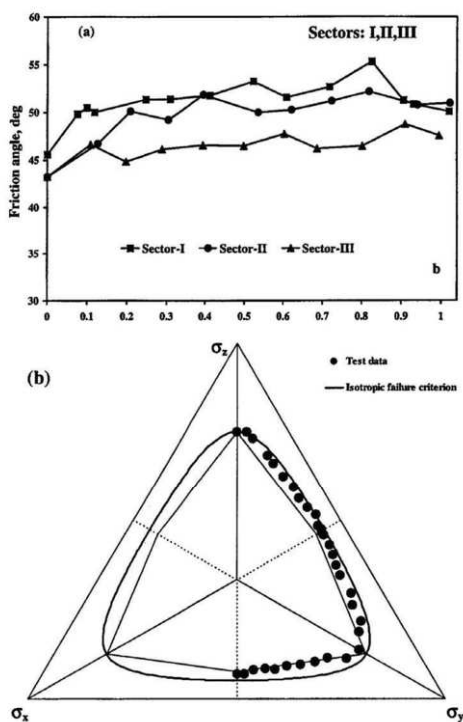 (a)
Sectors: I,II,III
Friction angle, deg
60
55
50
45
40
35
30
Sector-I Sector-II Sector-III
b
0 0.1 0.2 0.3 0.4 0.5 0.6 0.7 0.8 0.9 1
(b)
σz
Test data
Isotropic failure criterion
σx
σy